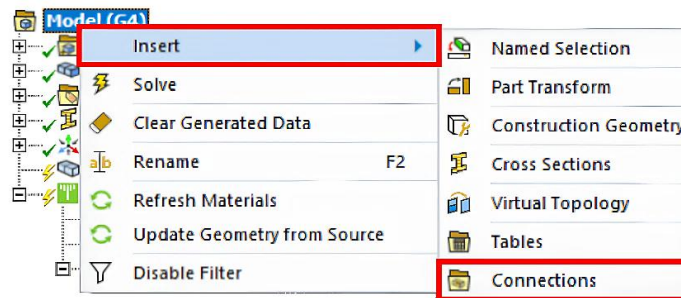 Model (G4)
Insert
Solve
Clear Generated Data
Rename F2
Refresh Materials
Update Geometry from Source
Disable Filter
Named Selection
Part Transform
Construction Geometry
Cross Sections
Virtual Topology
Tables
Connections